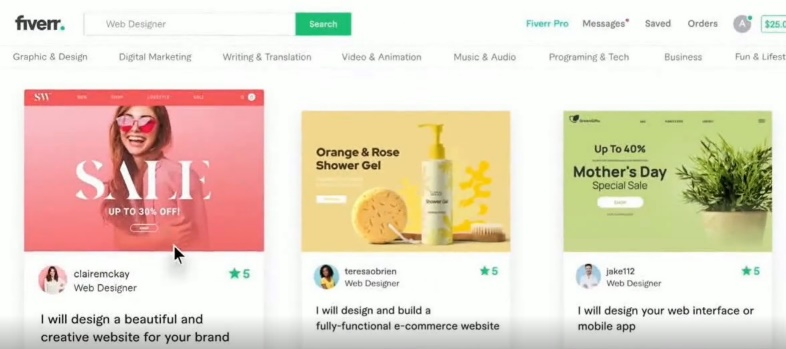 fiverr.
Web Designer
Search
Fiverr Pro
Messages
Saved
Orders
A
$25.0
Graphic & Design
Digital Marketing
Writing & Translation
Video & Animation
Music & Audio
Programing & Tech
Business
Fun & Lifest
SW
SALE
SALE
UP TO 30% OFF!
clairemckay
5
Web Designer
I will design a beautiful and
creative website for your brand
Orange & Rose
Shower Gel
Shower Gel
teresaobrien
5
Web Designer
I will design and build a
fully-functional e-commerce website
Up To 40%
Mother's Day
Special Sale
jake112
5
Web Designer
I will design your web interface or
mobile app